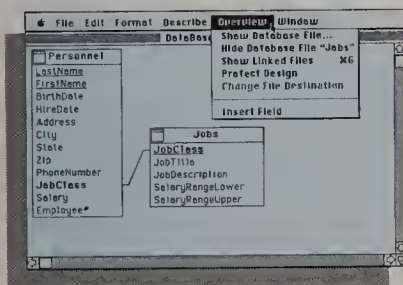 File Edit Format Describe Overview Window
DataBas
Show Database File...
Hide Database File "Jobs"
Show Linked Files ⌘G
Protect Design
Change File Destination
Insert Field
Personnel
LastName
FirstName
BirthDate
HireDate
Address
City
State
Zip
PhoneNumber
JobClass
Salary
Employee#
Jobs
JobClass
JobTitle
JobDescription
SalaryRangeLower
SalaryRangeUpper